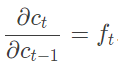 ∂c_t/∂c_{t-1} = f_t.